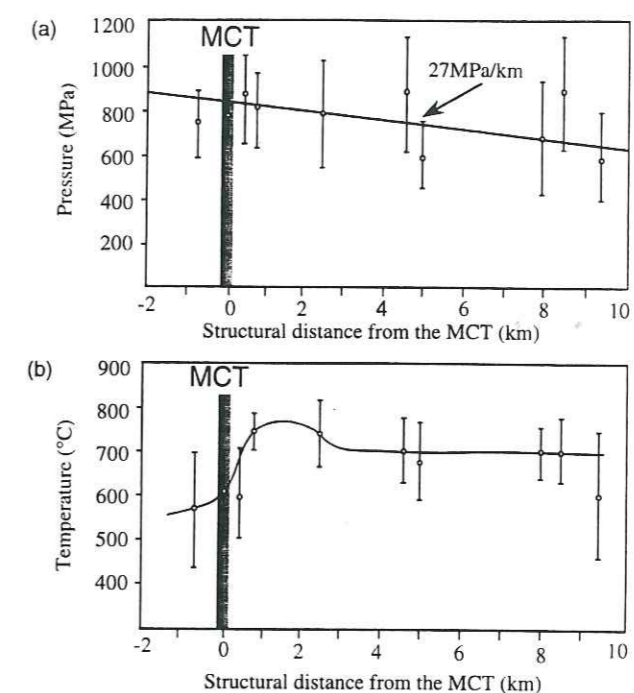 (a)
1200
1000
800
600
400
200
Pressure (MPa)
MCT
27MPa/km
-2
0
2
4
6
8
10
Structural distance from the MCT (km)
(b)
900
800
700
600
500
400
Temperature (°C)
MCT
-2
0
2
4
6
8
10
Structural distance from the MCT (km)